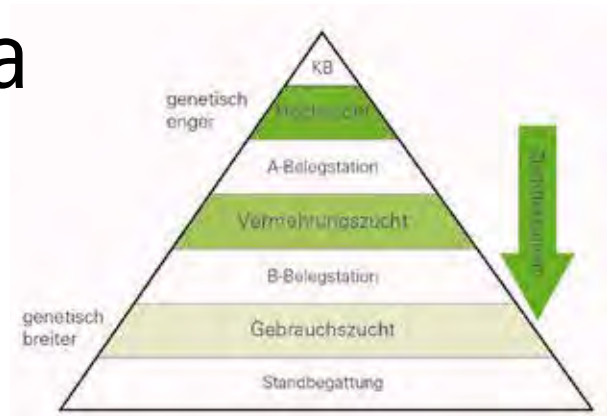 a
KB
genetisch
enger
Hochzucht
A-Belegstation
Vermehrungszucht
B-Belegstation
genetisch
breiter
Gebrauchszucht
Standbegattung